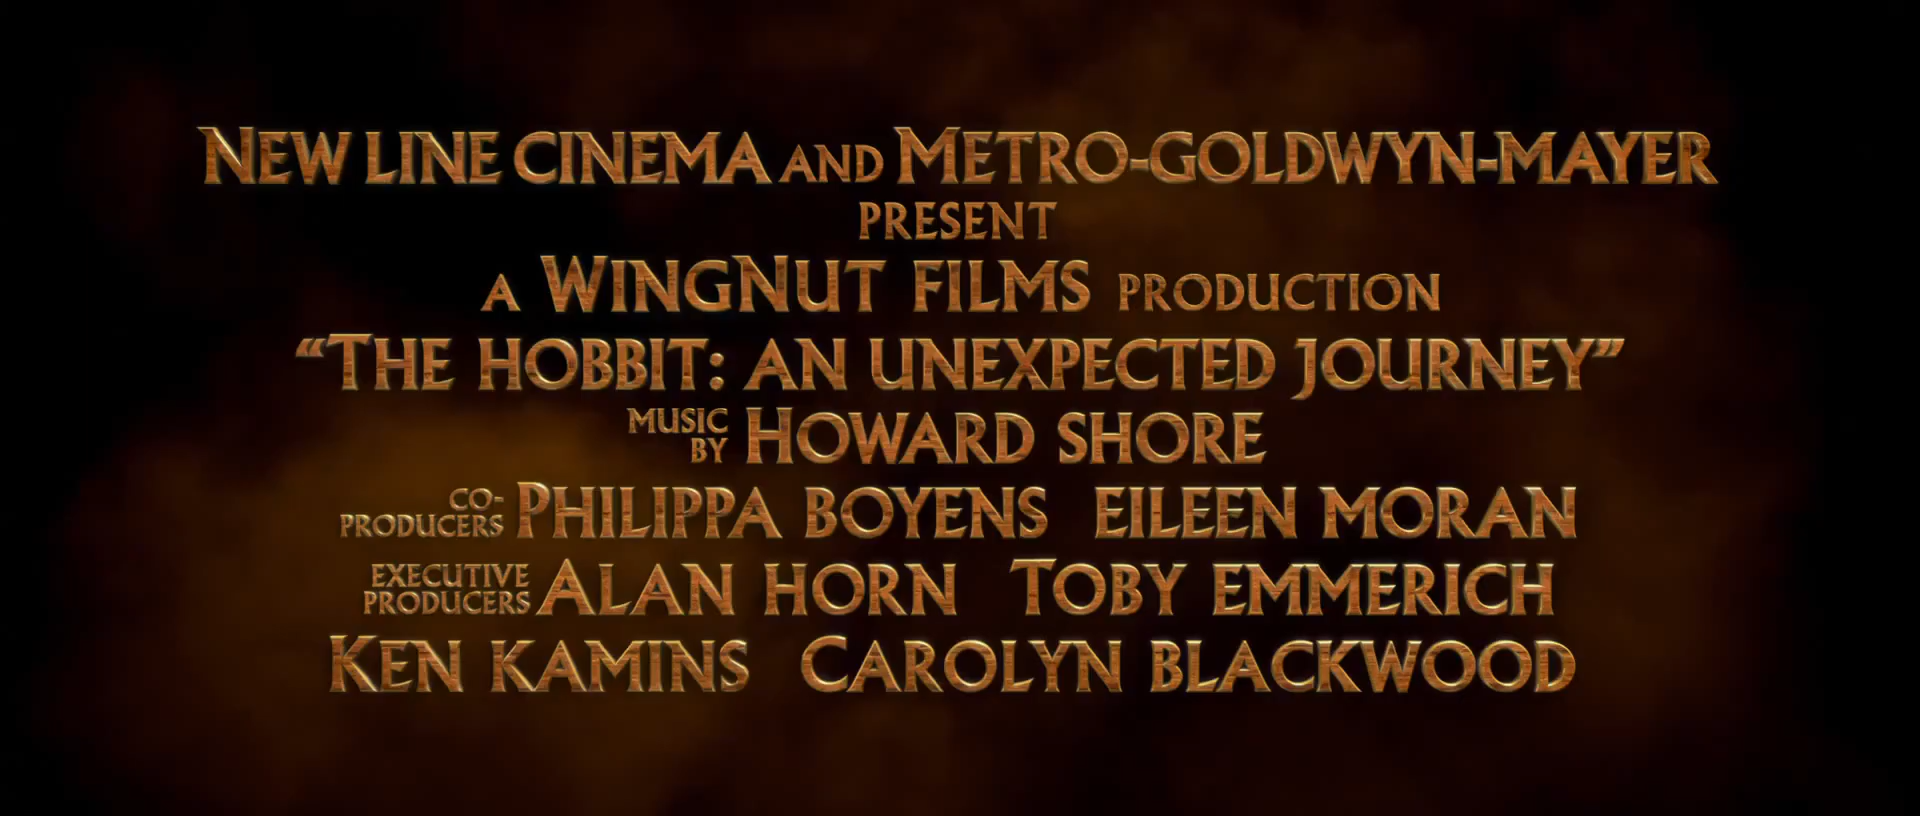 NEW LINE CINEMA AND METRO-GOLDWYN-MAYER
PRESENT
A WINGNUT FILMS PRODUCTION
“THE HOBBIT: AN UNEXPECTED JOURNEY”
MUSIC BY HOWARD SHORE
CO-PRODUCERS PHILIPPA BOYENS EILEEN MORAN
EXECUTIVE PRODUCERS ALAN HORN TOBY EMMERICH
KEN KAMINS CAROLYN BLACKWOOD